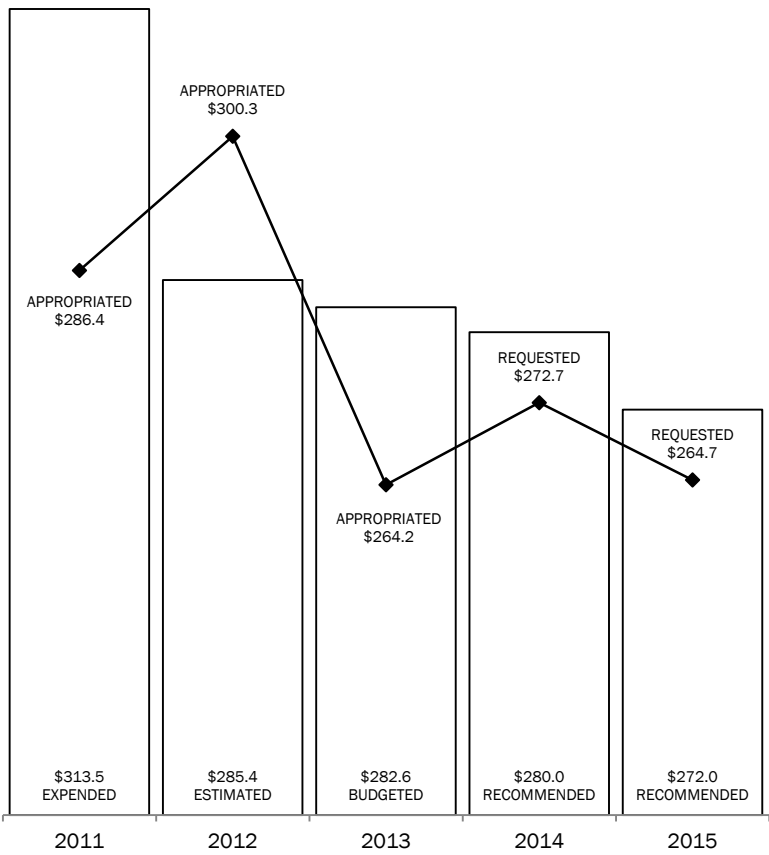 APPROPRIATED
$300.3
APPROPRIATED
$286.4
REQUESTED
$272.7
REQUESTED
$264.7
APPROPRIATED
$264.2
$313.5
EXPENDED
$285.4
ESTIMATED
$282.6
BUDGETED
$280.0
RECOMMENDED
$272.0
RECOMMENDED
2011
2012
2013
2014
2015